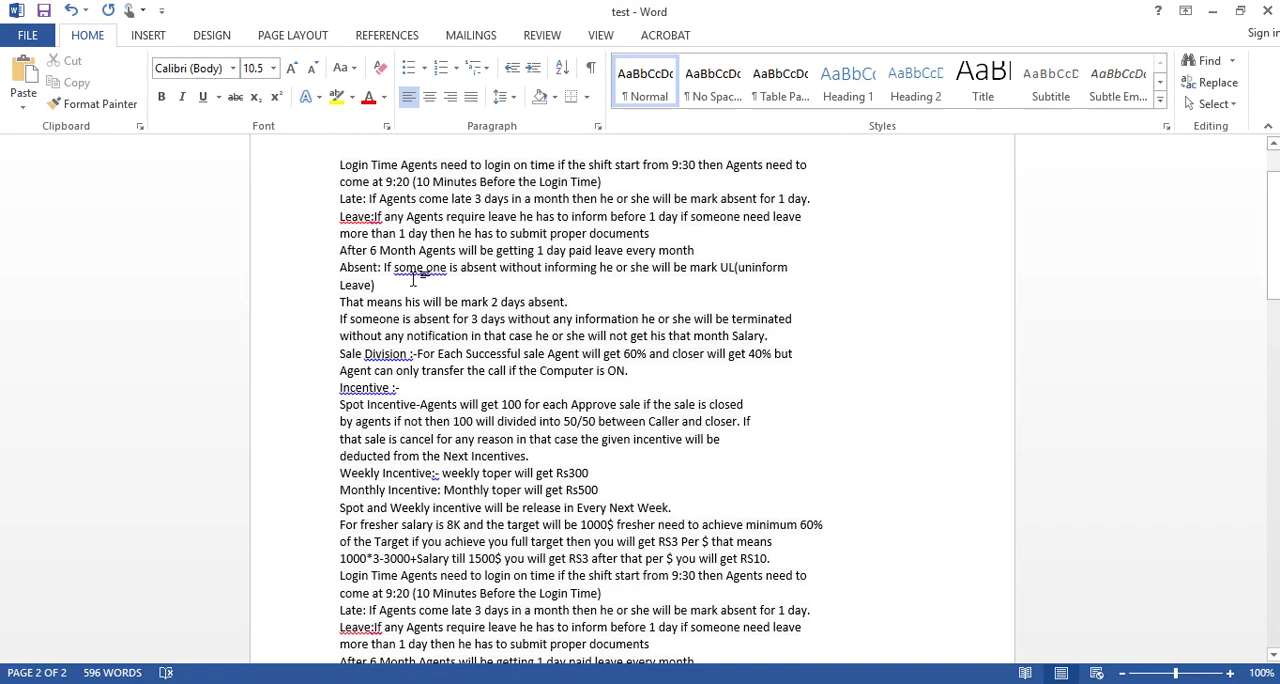 test - Word
Sign in
FILE HOME INSERT DESIGN PAGE LAYOUT REFERENCES MAILINGS REVIEW VIEW ACROBAT
Paste
Cut
Copy
Format Painter
Clipboard
Calibri (Body) 10.5
Font
Paragraph
AaBbCcDc AaBbCcDc AaBbCcDc AaBbCc AaBbCc AaBl AaBbCcD AaBbCcDc
¶ Normal ¶ No Spac... ¶ Table Pa... Heading 1 Heading 2 Title Subtitle Subtle Em...
Styles
Find
Replace
Select
Editing
Login Time Agents need to login on time if the shift start from 9:30 then Agents need to
come at 9:20 (10 Minutes Before the Login Time)
Late: If Agents come late 3 days in a month then he or she will be mark absent for 1 day.
Leave:If any Agents require leave he has to inform before 1 day if someone need leave
more than 1 day then he has to submit proper documents
After 6 Month Agents will be getting 1 day paid leave every month
Absent: If some one is absent without informing he or she will be mark UL(uninform
Leave)
That means his will be mark 2 days absent.
If someone is absent for 3 days without any information he or she will be terminated
without any notification in that case he or she will not get his that month Salary.
Sale Division :-For Each Successful sale Agent will get 60% and closer will get 40% but
Agent can only transfer the call if the Computer is ON.
Incentive :-
Spot Incentive-Agents will get 100 for each Approve sale if the sale is closed
by agents if not then 100 will divided into 50/50 between Caller and closer. If
that sale is cancel for any reason in that case the given incentive will be
deducted from the Next Incentives.
Weekly Incentive:- weekly toper will get Rs300
Monthly Incentive: Monthly toper will get Rs500
Spot and Weekly incentive will be release in Every Next Week.
For fresher salary is 8K and the target will be 1000$ fresher need to achieve minimum 60%
of the Target if you achieve you full target then you will get RS3 Per $ that means
1000*3-3000+Salary till 1500$ you will get RS3 after that per $ you will get RS10.
Login Time Agents need to login on time if the shift start from 9:30 then Agents need to
come at 9:20 (10 Minutes Before the Login Time)
Late: If Agents come late 3 days in a month then he or she will be mark absent for 1 day.
Leave:If any Agents require leave he has to inform before 1 day if someone need leave
more than 1 day then he has to submit proper documents
After 6 Month Agents will be getting 1 day paid leave every month
PAGE 2 OF 2 596 WORDS 100%